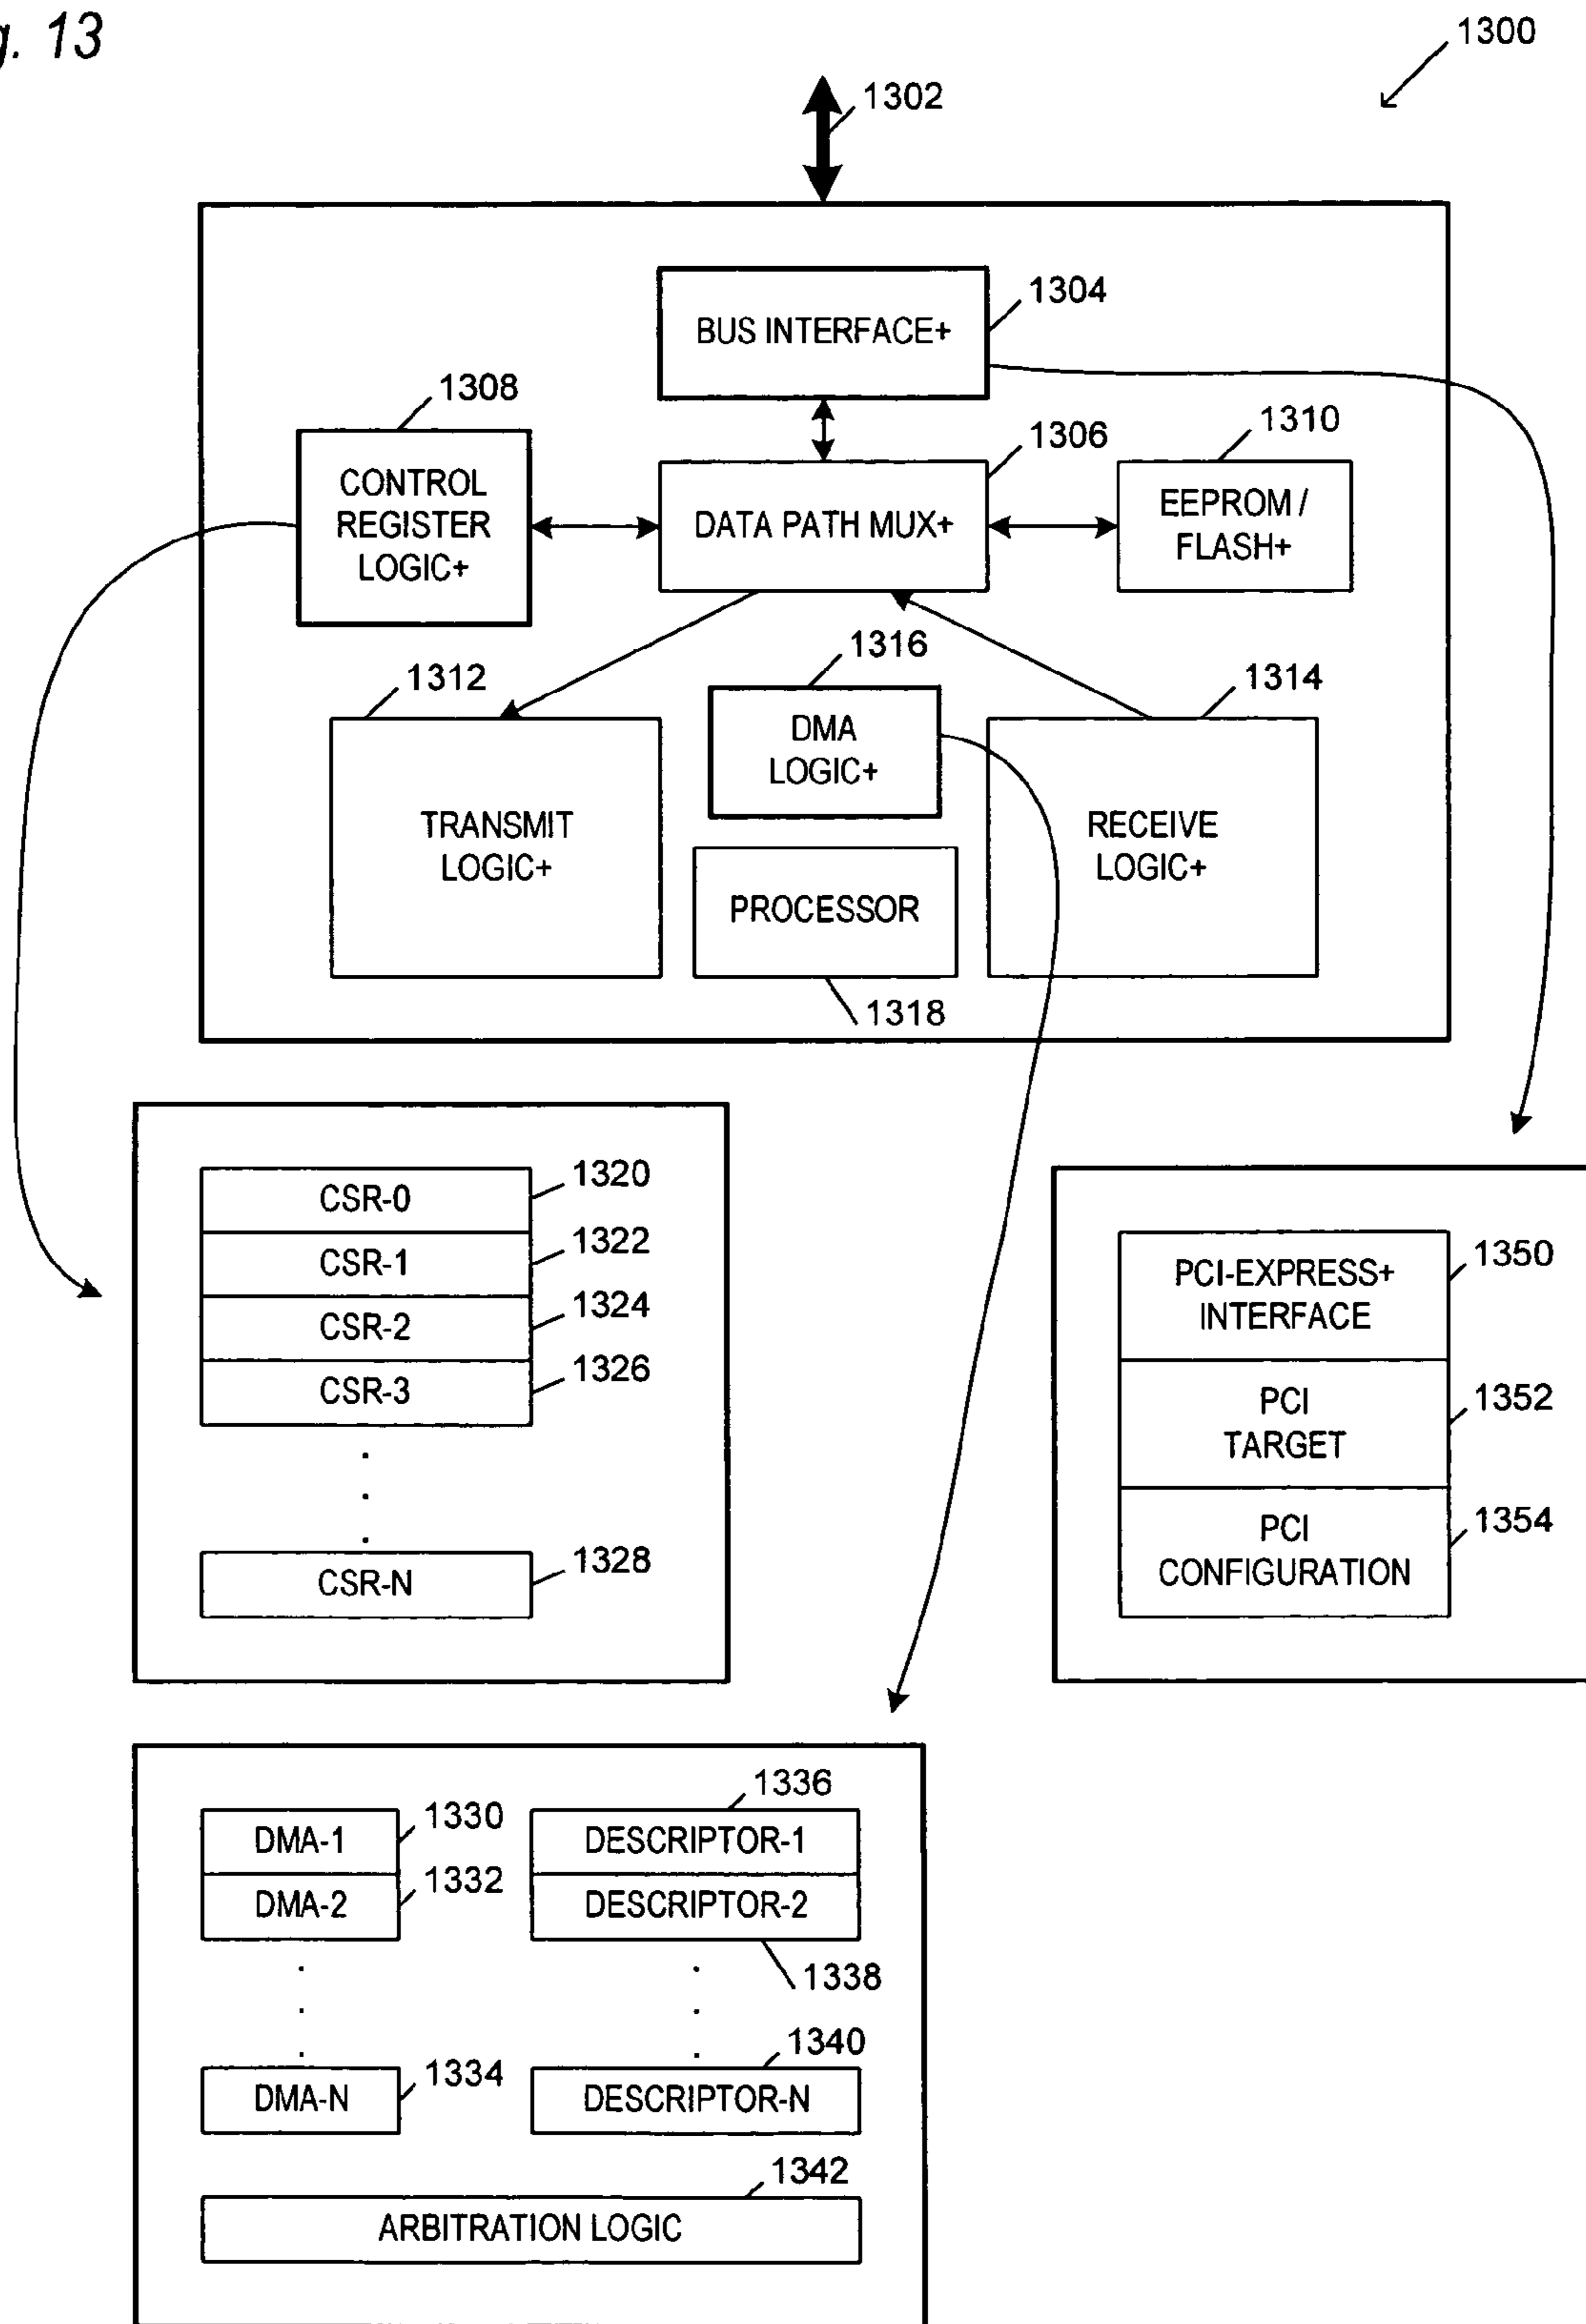 g. 13
1300
1302
1304
BUS INTERFACE+
1308
1306
1310
CONTROL
REGISTER
LOGIC+
DATA PATH MUX+
EEPROM /
FLASH+
1312
1316
1314
DMA
LOGIC+
TRANSMIT
LOGIC+
RECEIVE
LOGIC+
PROCESSOR
1318
CSR-0
1320
CSR-1
1322
CSR-2
1324
CSR-3
1326
.
.
.
CSR-N
1328
PCI-EXPRESS+
INTERFACE
1350
PCI
TARGET
1352
PCI
CONFIGURATION
1354
1336
DMA-1
1330
DESCRIPTOR-1
DMA-2
1332
DESCRIPTOR-2
1338
. .
. .
. .
1340
DMA-N
1334
DESCRIPTOR-N
1342
ARBITRATION LOGIC